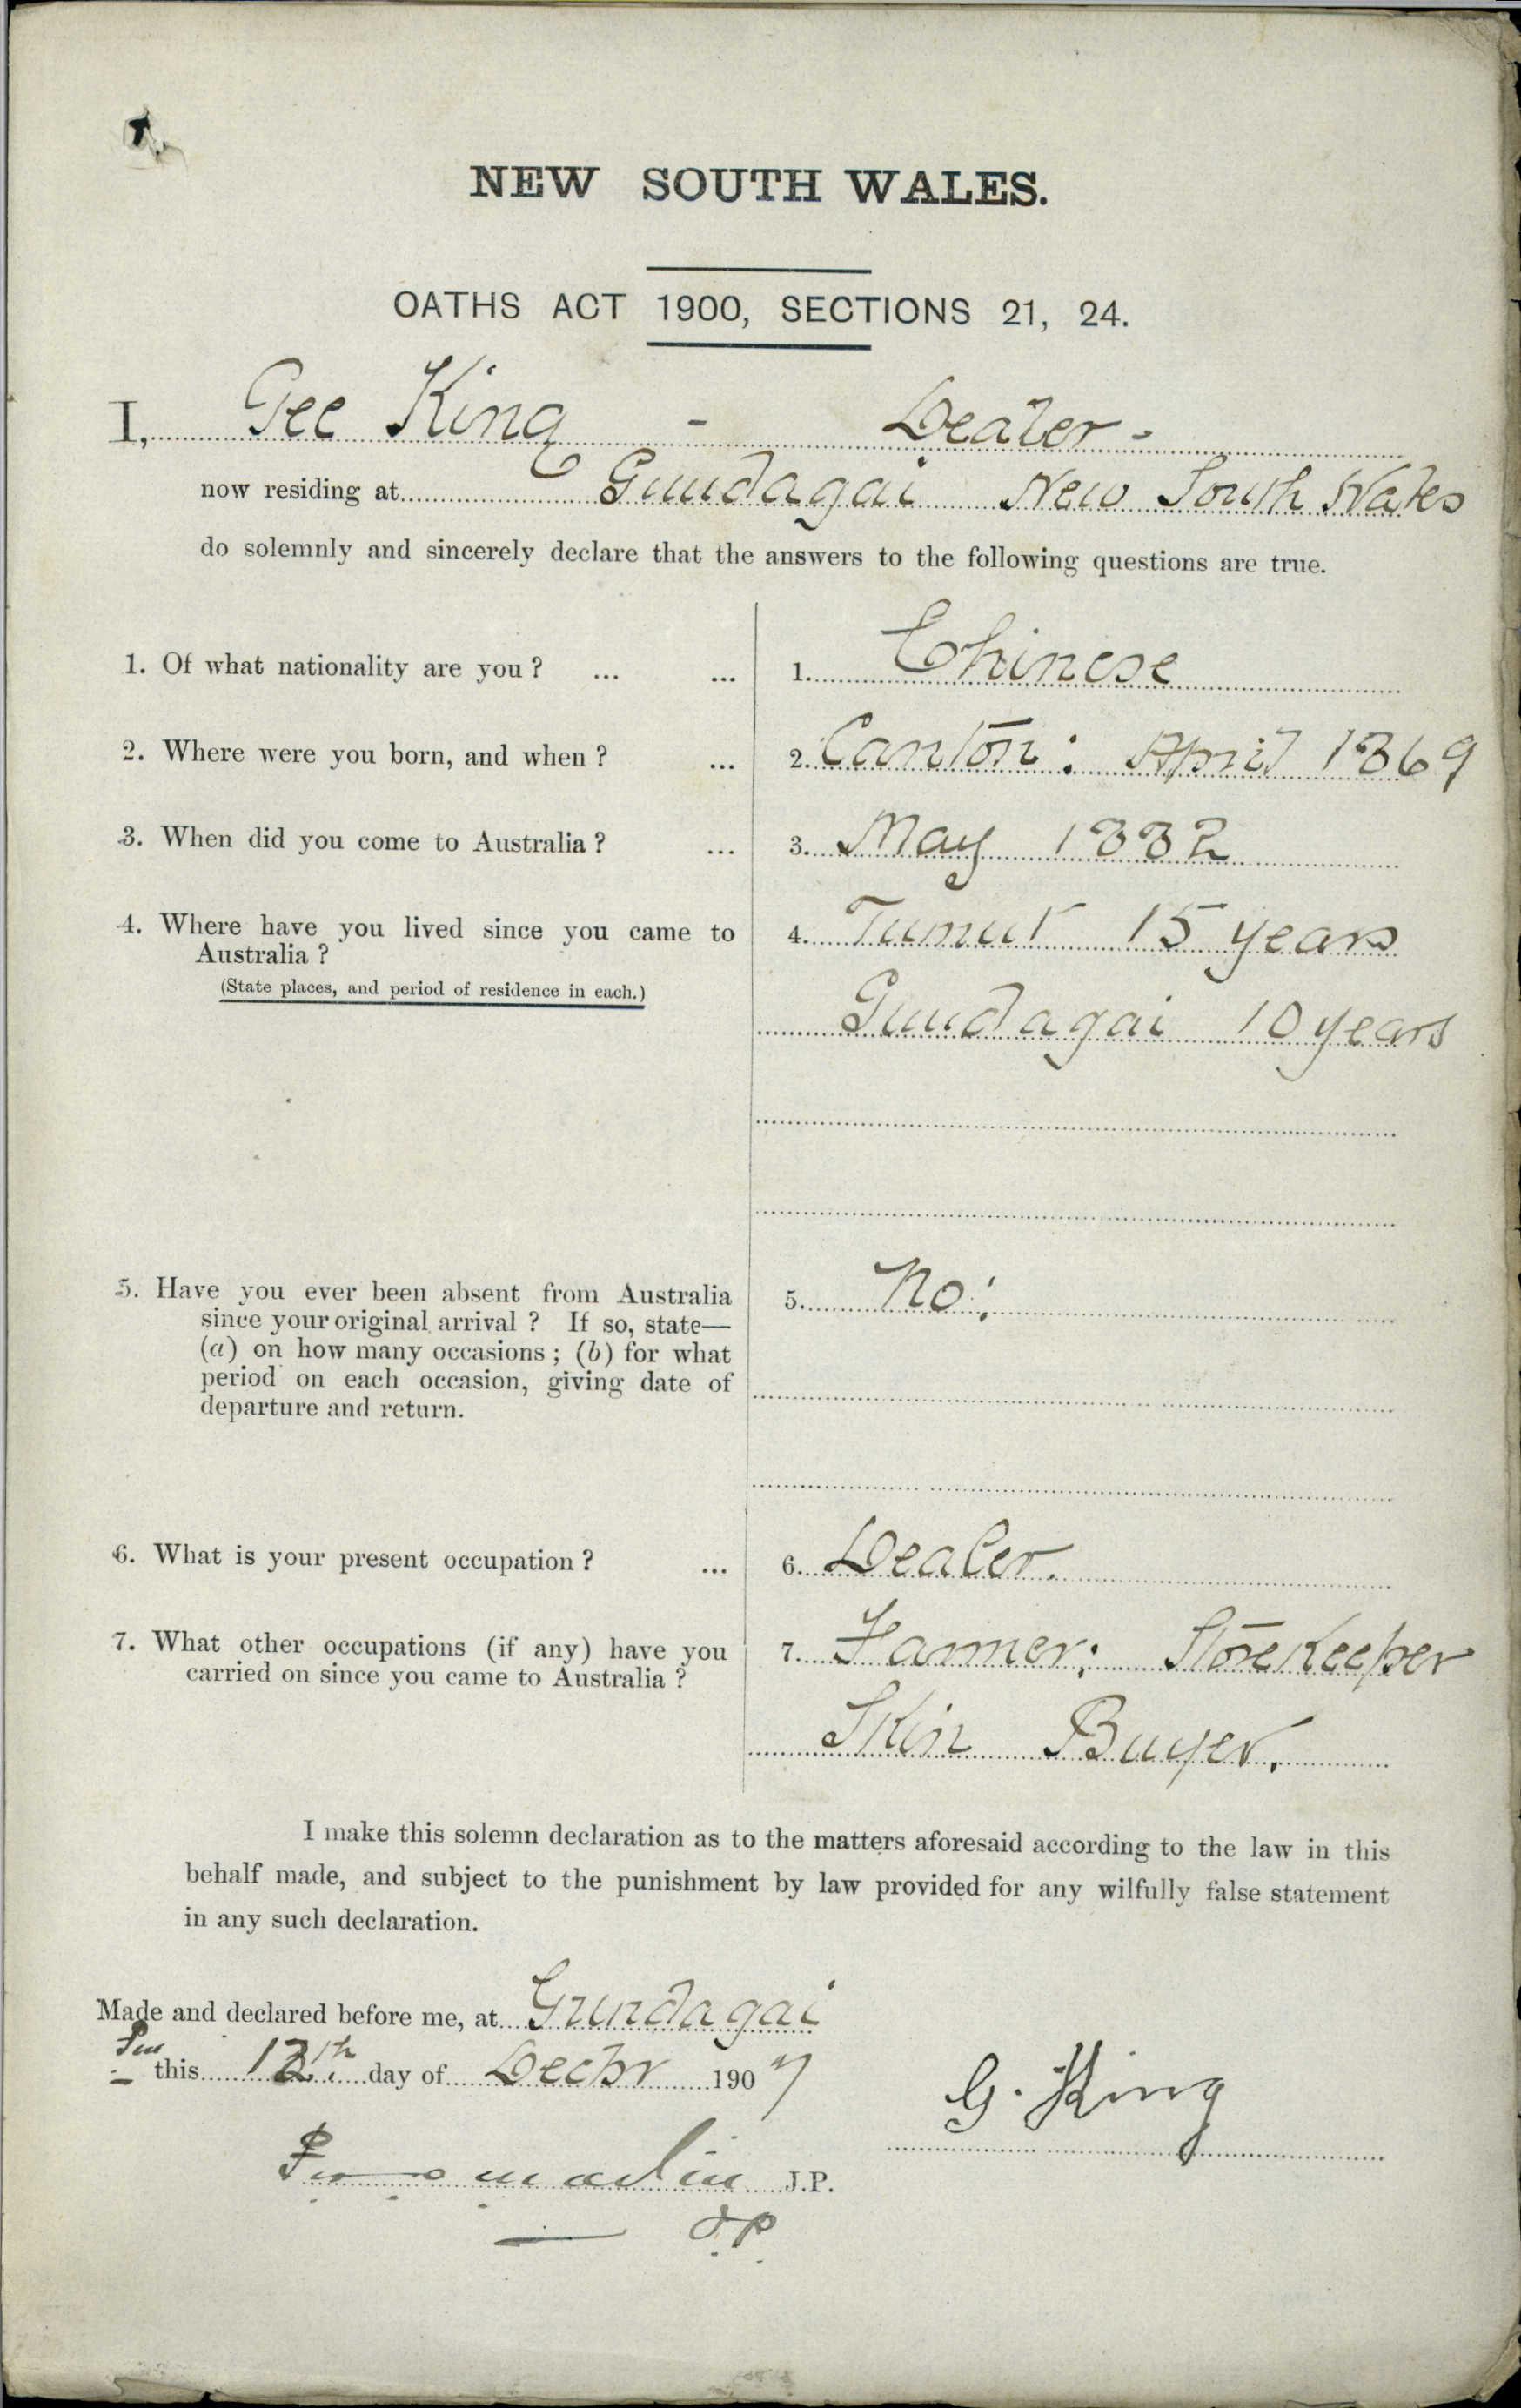 NEW SOUTH WALES.
OATHS ACT 1900, SECTIONS 21, 24.
I, Gee King - Dealer -
now residing at Gundagai New South Wales
do solemnly and sincerely declare that the answers to the following questions are true.
1. Of what nationality are you? ... ... 1. Chinese
2. Where were you born, and when? ... 2. Canton: April 1869
3. When did you come to Australia? ... 3. May 1882
4. Where have you lived since you came to 4. Tumut 15 years
Australia?
(State places, and period of residence in each.)
Gundagai 10 years
5. Have you ever been absent from Australia 5. No:
since your original arrival? If so, state—
(a) on how many occasions; (b) for what
period on each occasion, giving date of
departure and return.
6. What is your present occupation? ... 6. Dealer.
7. What other occupations (if any) have you 7. Farmer; Storekeeper
carried on since you came to Australia?
Skin Buyer.
I make this solemn declaration as to the matters aforesaid according to the law in this
behalf made, and subject to the punishment by law provided for any wilfully false statement
in any such declaration.
Made and declared before me, at Gundagai
this 12th day of Decbr 1907
G. King
J.P.
JP